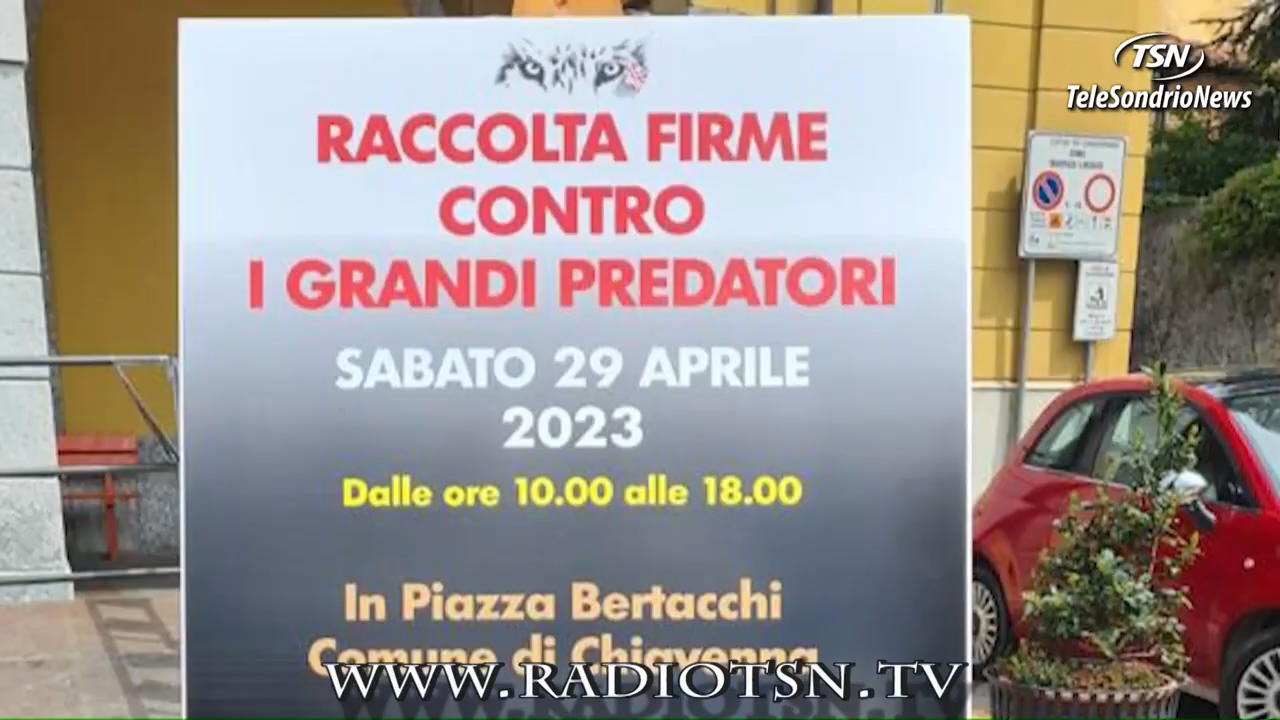 TSN
TeleSondrioNews
RACCOLTA FIRME
CONTRO
I GRANDI PREDATORI
SABATO 29 APRILE
2023
Dalle ore 10.00 alle 18.00
In Piazza Bertacchi
Comune di Chiavenna
WWW.RADIOTSN.TV